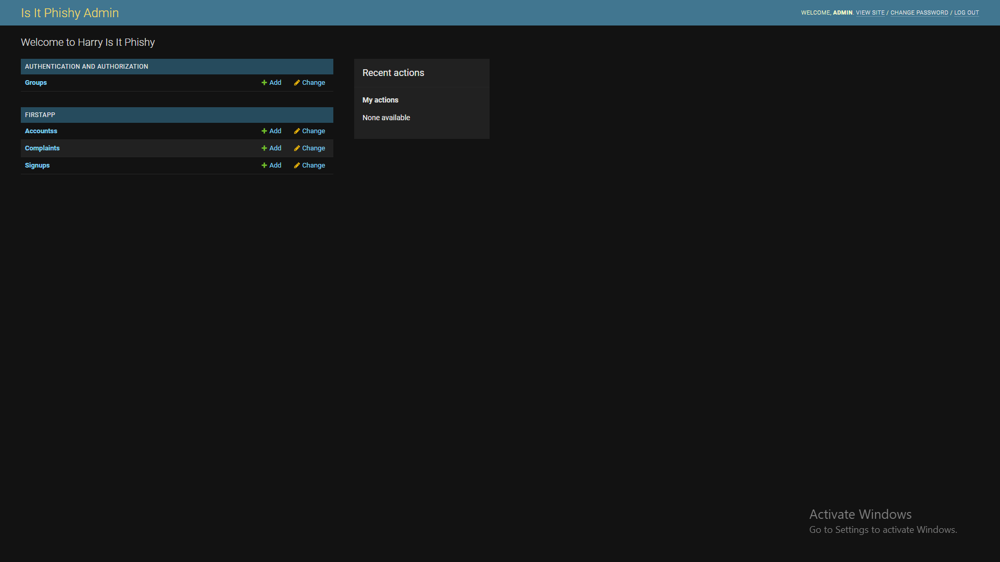 Is It Phishy Admin
WELCOME, ADMIN. VIEW SITE / CHANGE PASSWORD / LOG OUT
Welcome to Harry Is It Phishy
AUTHENTICATION AND AUTHORIZATION
Groups Add Change
FIRSTAPP
Accountss Add Change
Complaints Add Change
Signups Add Change
Recent actions
My actions
None available
Activate Windows
Go to Settings to activate Windows.